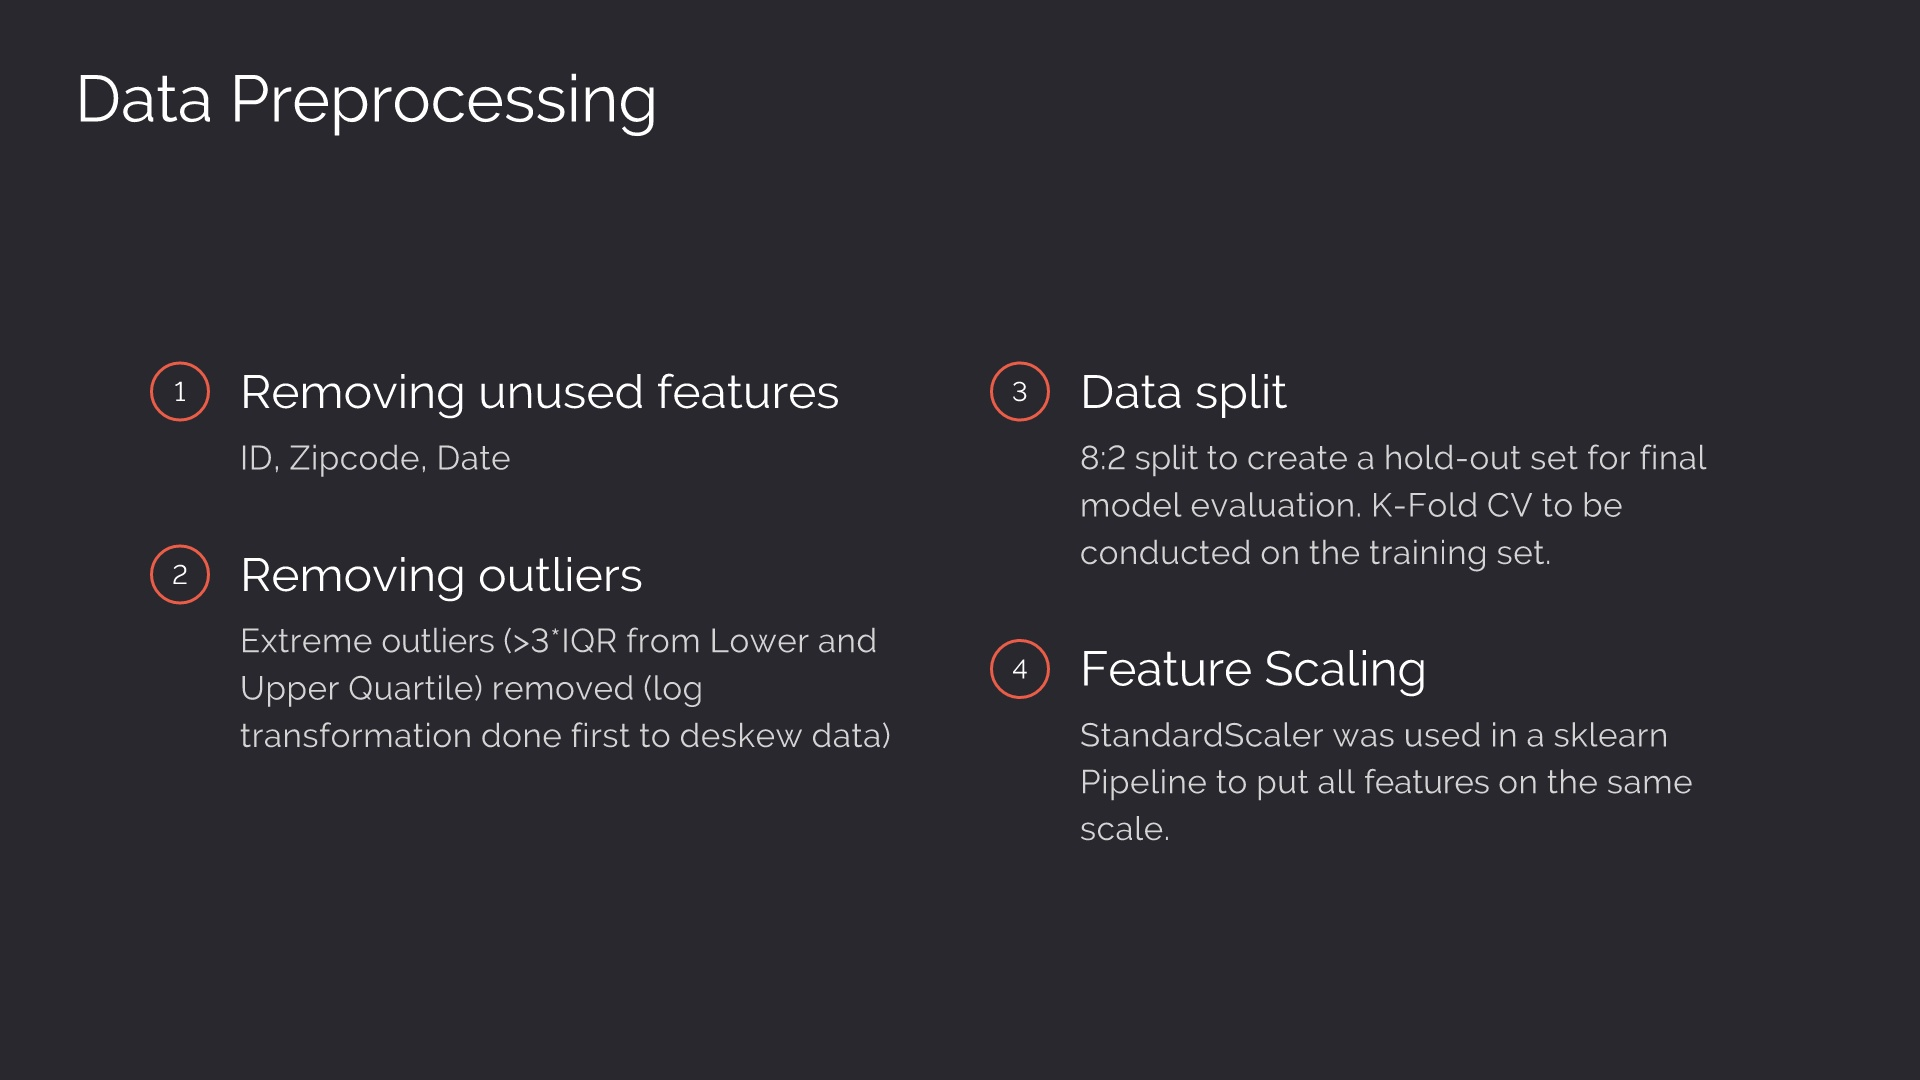 Data Preprocessing
1
Removing unused features
ID, Zipcode, Date
2
Removing outliers
Extreme outliers (>3*IQR from Lower and
Upper Quartile) removed (log
transformation done first to deskew data)
3
Data split
8:2 split to create a hold-out set for final
model evaluation. K-Fold CV to be
conducted on the training set.
4
Feature Scaling
StandardScaler was used in a sklearn
Pipeline to put all features on the same
scale.